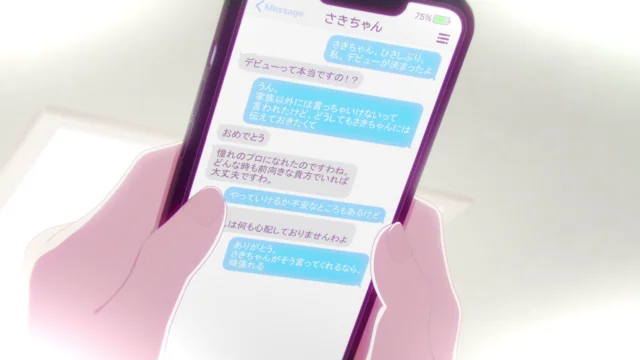 Message
さきちゃん
75%
さきちゃん、ひさしぶり。
私、デビューが決まったよ
デビューって本当ですの!?
うん。
家族以外には言っちゃいけないって
言われたけど、どうしてもさきちゃんには
伝えておきたくて
おめでとう
憧れのプロになれたのですわね。
どんな時も前向きな貴方でいれば
大丈夫ですわ。
やっていけるか不安なところもあるけど
は何も心配しておりませんわよ
ありがとう。
さきちゃんがそう言ってくれるなら、
頑張れる